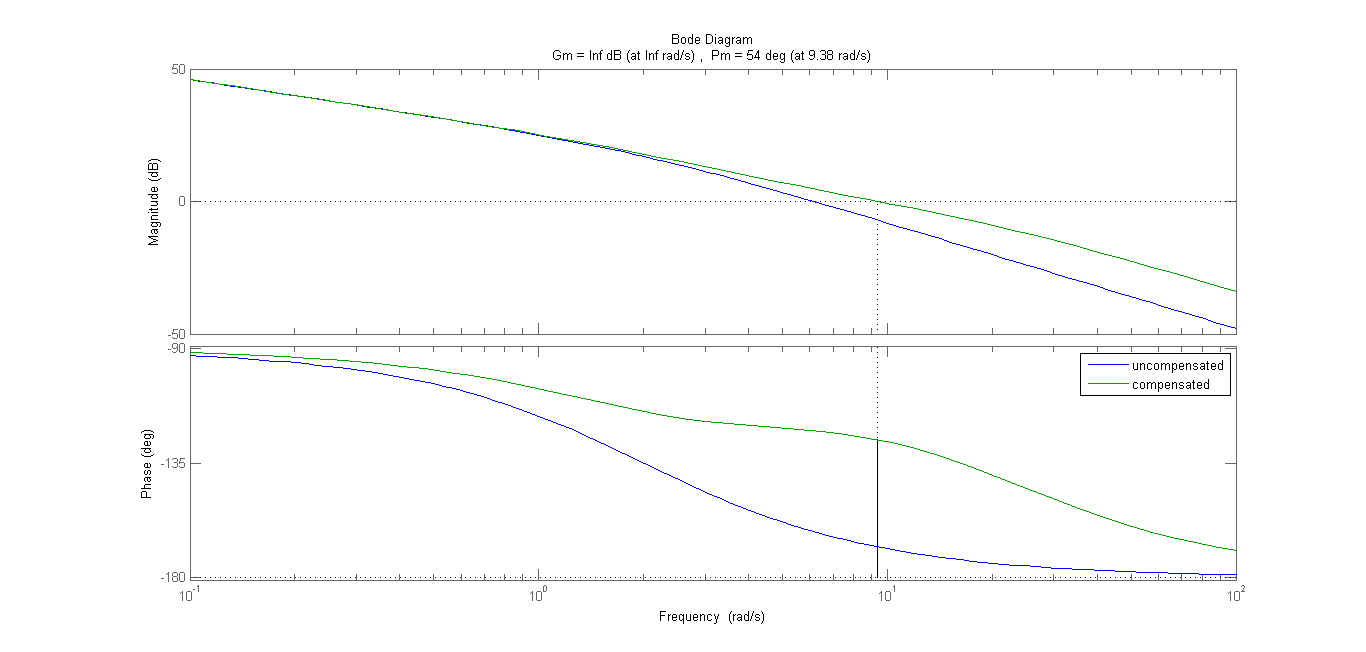 Bode Diagram
Gm = Inf dB (at Inf rad/s) ,  Pm = 54 deg (at 9.38 rad/s)
50
0
-50
Magnitude (dB)
-90
-135
-180
Phase (deg)
uncompensated
compensated
10^-1
10^0
10^1
10^2
Frequency  (rad/s)